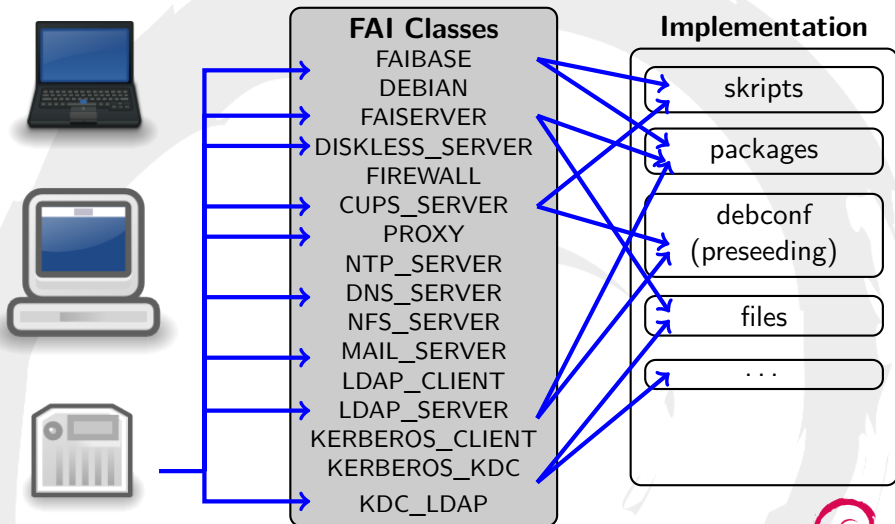 FAI Classes
FAIBASE
DEBIAN
FAISERVER
DISKLESS_SERVER
FIREWALL
CUPS_SERVER
PROXY
NTP_SERVER
DNS_SERVER
NFS_SERVER
MAIL_SERVER
LDAP_CLIENT
LDAP_SERVER
KERBEROS_CLIENT
KERBEROS_KDC
KDC_LDAP
Implementation
skripts
packages
debconf
(preseeding)
files
...